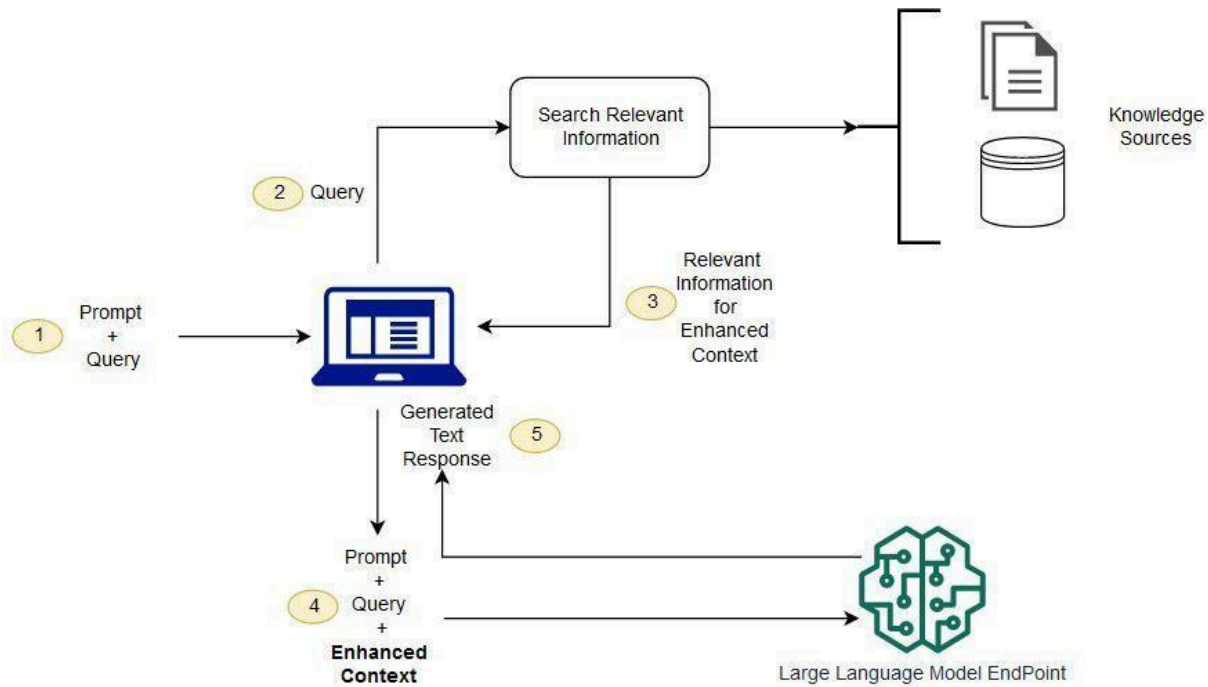 Search Relevant
Information
Knowledge
Sources
2
Query
3
Relevant
Information
for
Enhanced
Context
1
Prompt
+
Query
Generated
Text
Response
5
4
Prompt
+
Query
+
Enhanced
Context
Large Language Model EndPoint